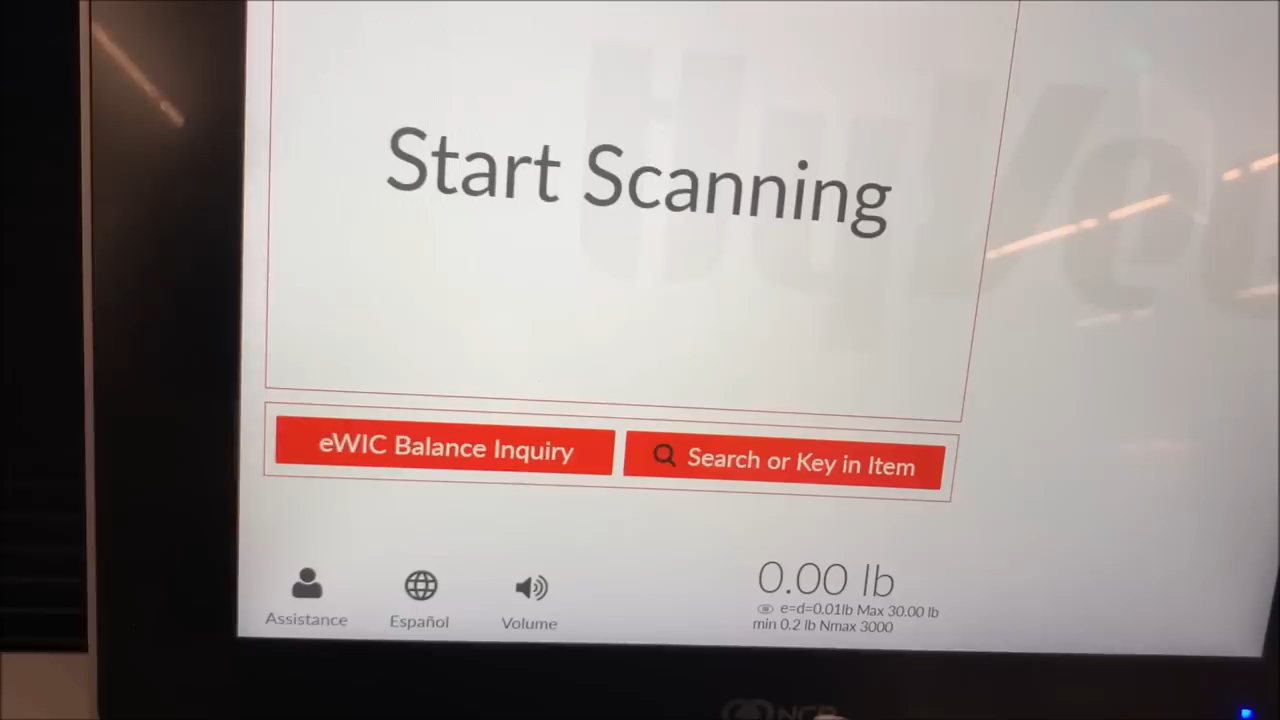 Start Scanning
eWIC Balance Inquiry
Search or Key in Item
Assistance
Español
Volume
0.00 lb
e=d=0.01lb Max 30.00 lb
min 0.2 lb Nmax 3000
NCR